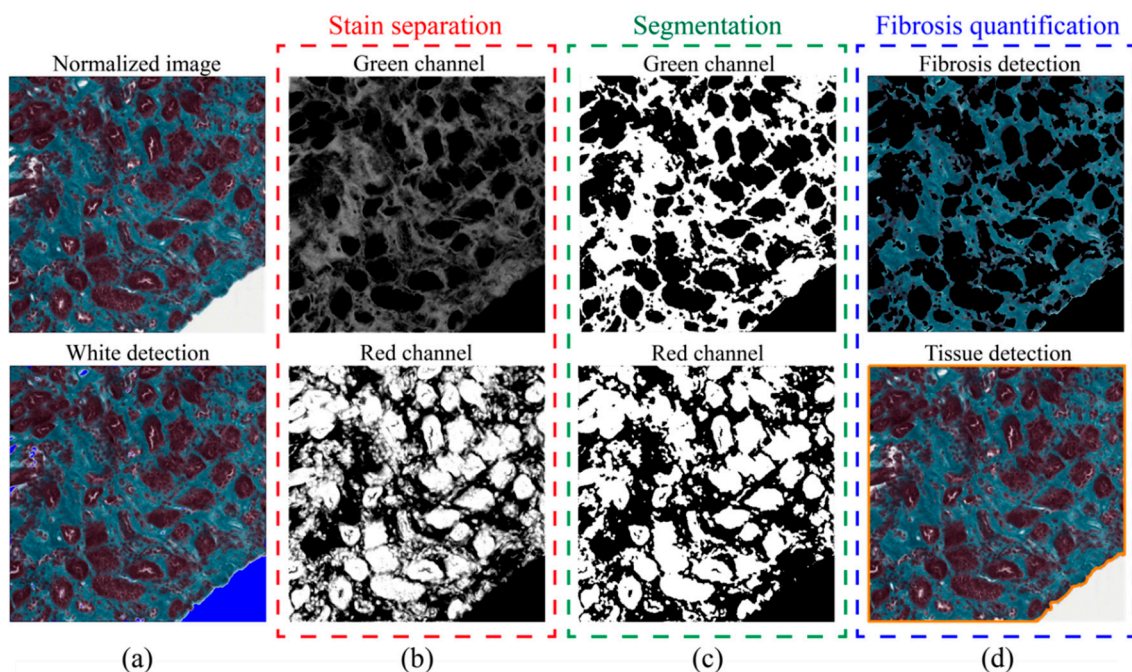 Stain separation
Segmentation
Fibrosis quantification
Normalized image
Green channel
Green channel
Fibrosis detection
White detection
Red channel
Red channel
Tissue detection
(a)
(b)
(c)
(d)